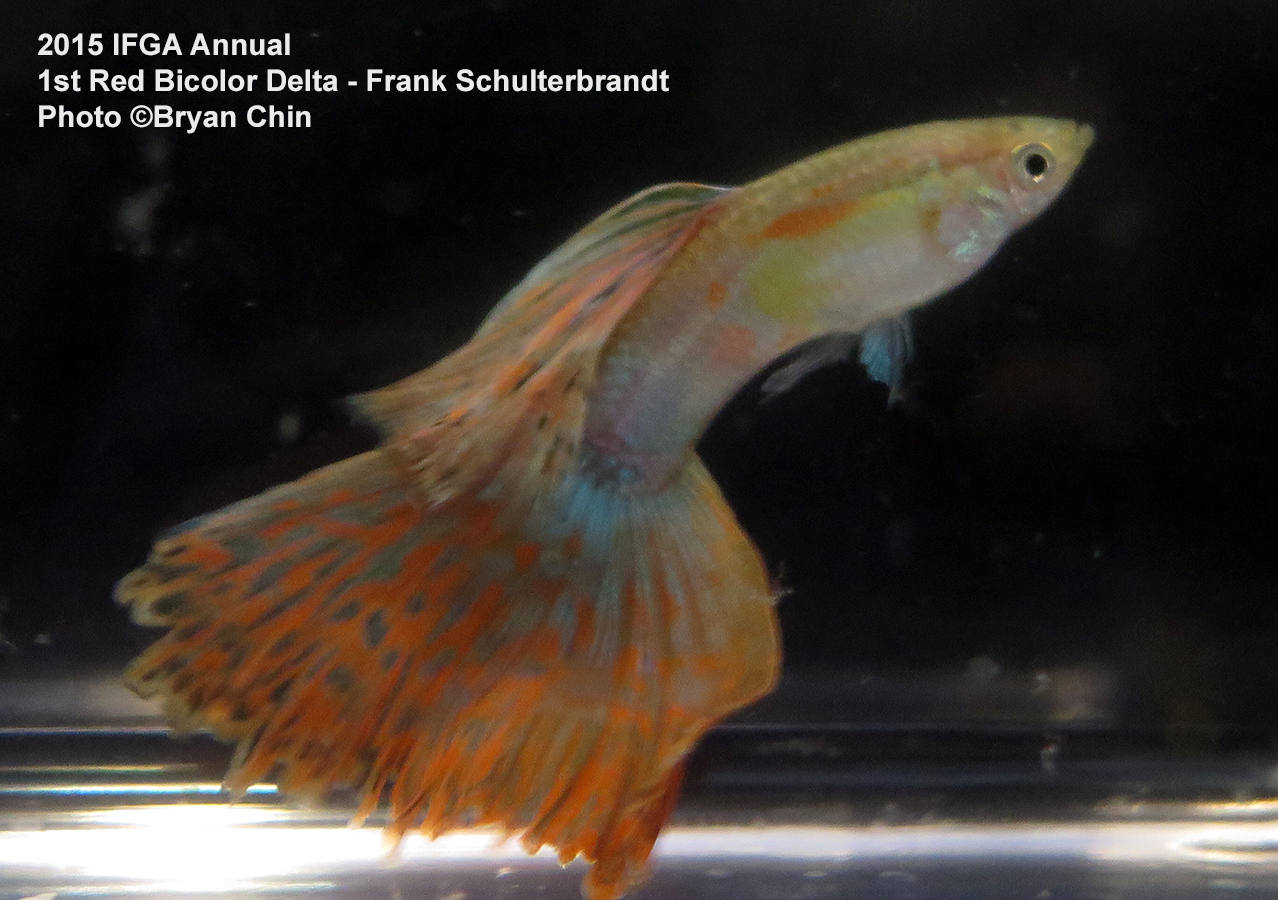 2015 IFGA Annual
1st Red Bicolor Delta - Frank Schulterbrandt
Photo ©Bryan Chin